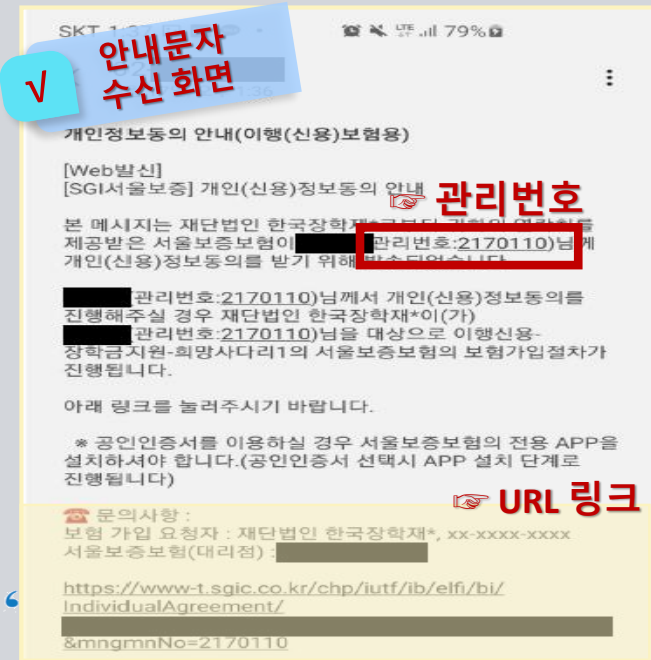 SKT 1:37
79%
안내문자
수신 화면
√
개인정보동의 안내(이행(신용)보험용)
[Web발신]
[SGI서울보증] 개인(신용)정보동의 안내
☞ 관리번호
본 메시지는 재단법인 한국장학재*
제공받은 서울보증보험이 관리번호:2170110)님께
개인(신용)정보동의를 받기 위해 발송되었습니다
(관리번호:2170110)님께서 개인(신용)정보동의를
진행해주실 경우 재단법인 한국장학재*이(가)
(관리번호:2170110)님을 대상으로 이행신용-
장학금지원-희망사다리1의 서울보증보험의 보험가입절차가
진행됩니다.
아래 링크를 눌러주시기 바랍니다.
※ 공인인증서를 이용하실 경우 서울보증보험의 전용 APP을
설치하셔야 합니다.(공인인증서 선택시 APP 설치 단계로
진행됩니다)
☞ URL 링크
☎ 문의사항 :
보험 가입 요청자 : 재단법인 한국장학재*, xx-xxxx-xxxx
서울보증보험(대리점) :
https://www-t.sgic.co.kr/chp/iutf/ib/elfi/bi/
IndividualAgreement/
&mngmnNo=2170110